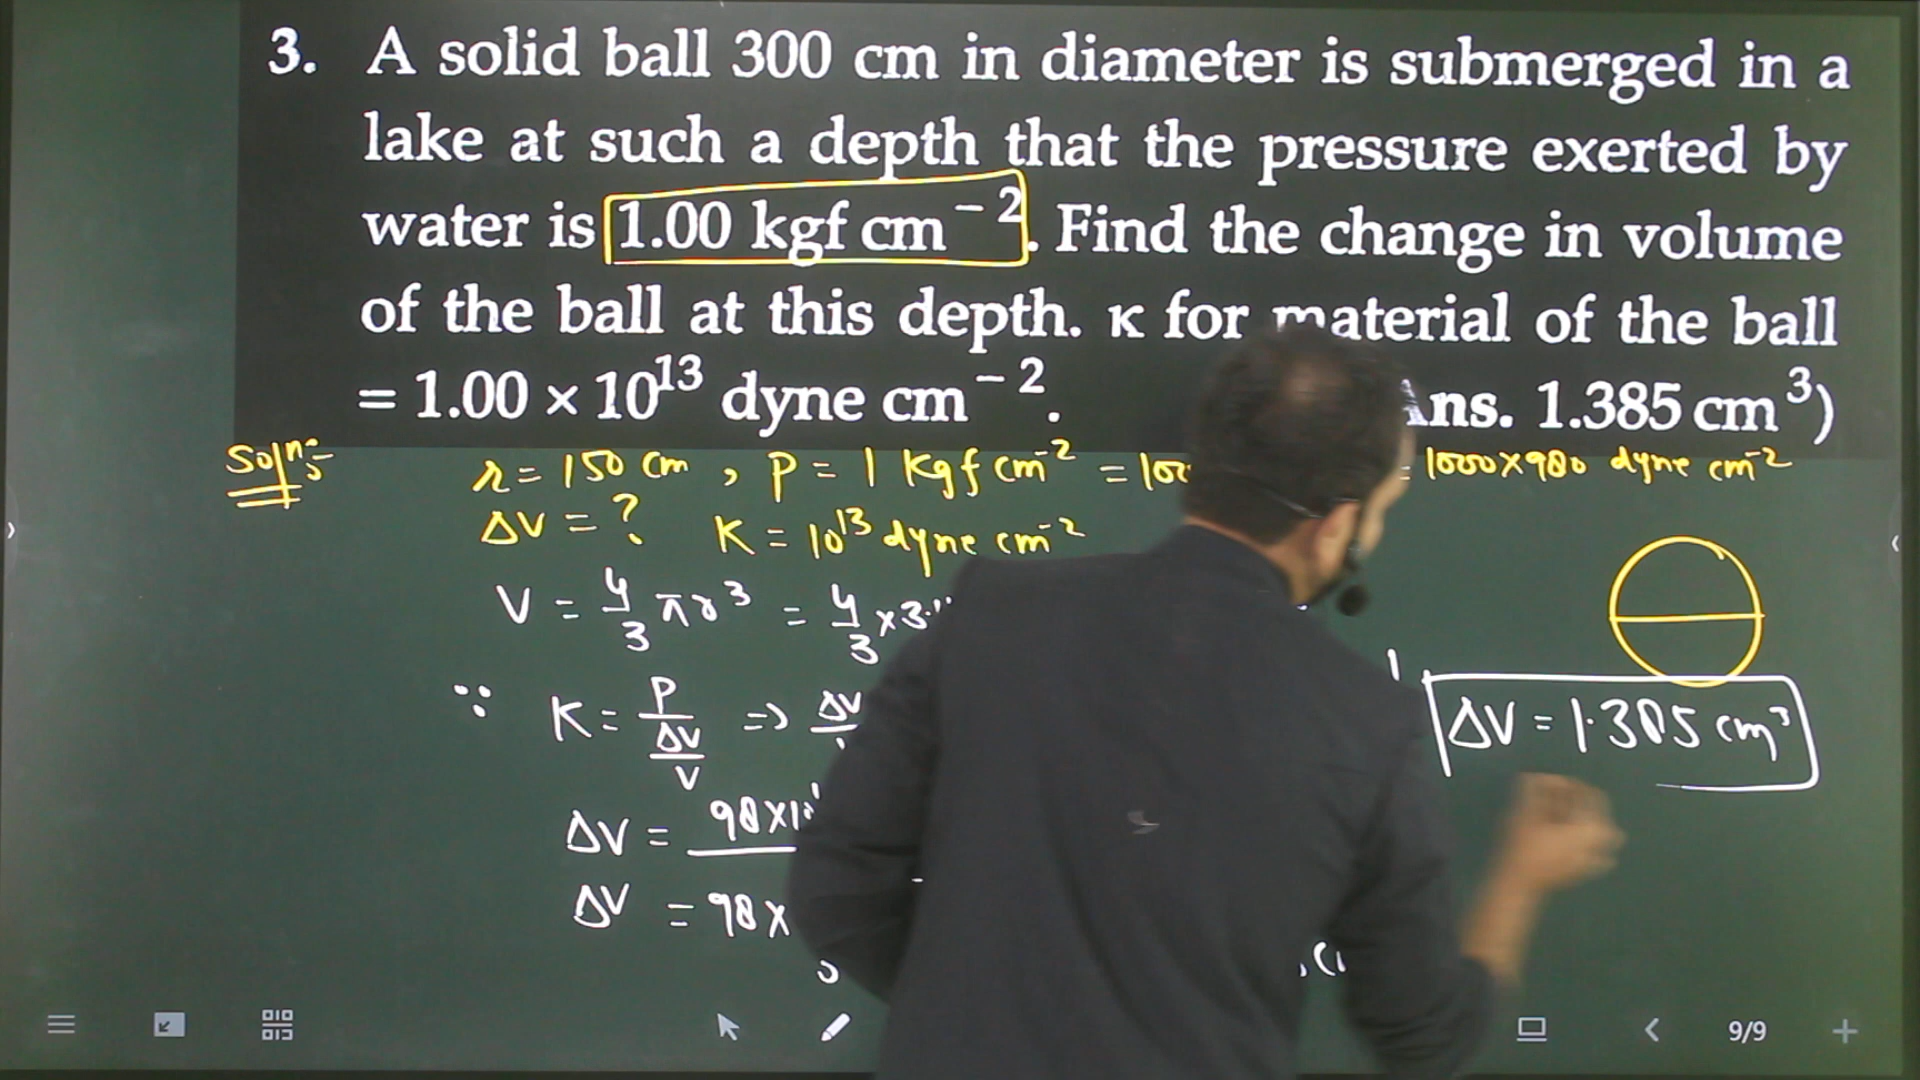 3. A solid ball 300 cm in diameter is submerged in a
lake at such a depth that the pressure exerted by
water is 1.00 kgf cm⁻². Find the change in volume
of the ball at this depth. κ for material of the ball
= 1.00 × 10¹³ dyne cm⁻². ns. 1.385 cm³)
Soln:- r = 150 cm, P = 1 kgf cm⁻² = 100 = 1000×980 dyne cm⁻²
ΔV = ? K = 10¹³ dyne cm⁻²
V = 4/3 πr³ = 4/3 × 3.
∵ K = P/(ΔV/V) ⇒ ΔV
ΔV = 1.385 cm³
ΔV = 98×10
ΔV = 98×
9/9